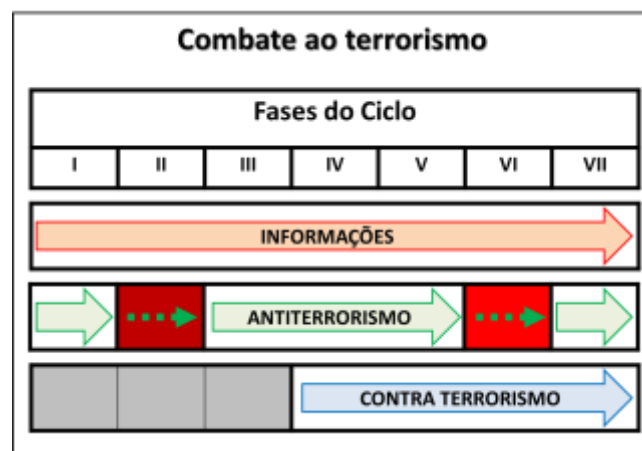 Combate ao terrorismo
Fases do Ciclo
I II III IV V VI VII
INFORMAÇÕES
ANTITERRORISMO
CONTRA TERRORISMO